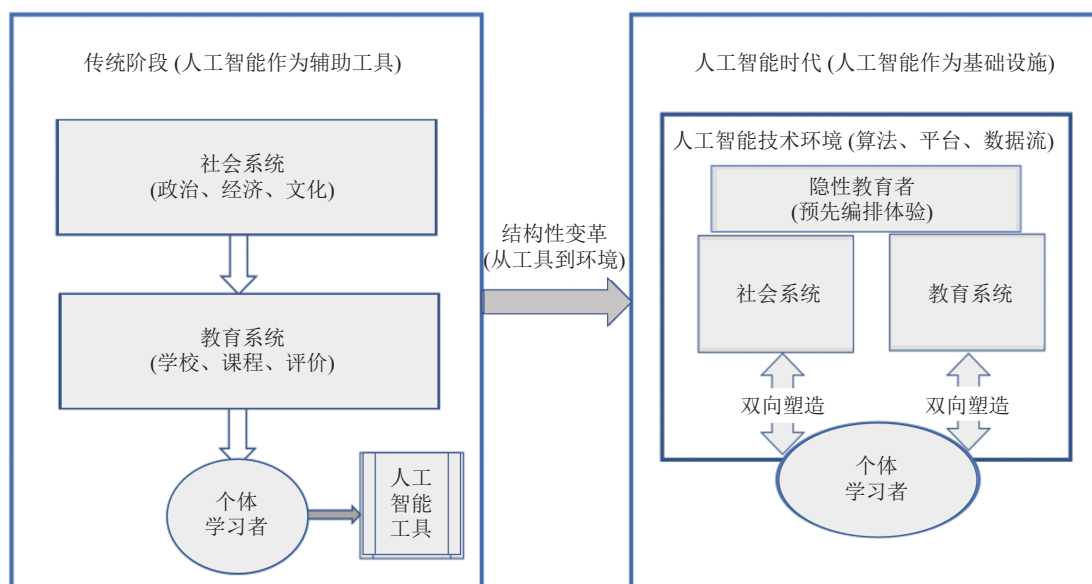 传统阶段 (人工智能作为辅助工具)
社会系统
(政治、经济、文化)
教育系统
(学校、课程、评价)
个体
学习者
人工
智能
工具
结构性变革
(从工具到环境)
人工智能时代 (人工智能作为基础设施)
人工智能技术环境 (算法、平台、数据流)
隐性教育者
(预先编排体验)
社会系统
教育系统
双向塑造
双向塑造
个体
学习者